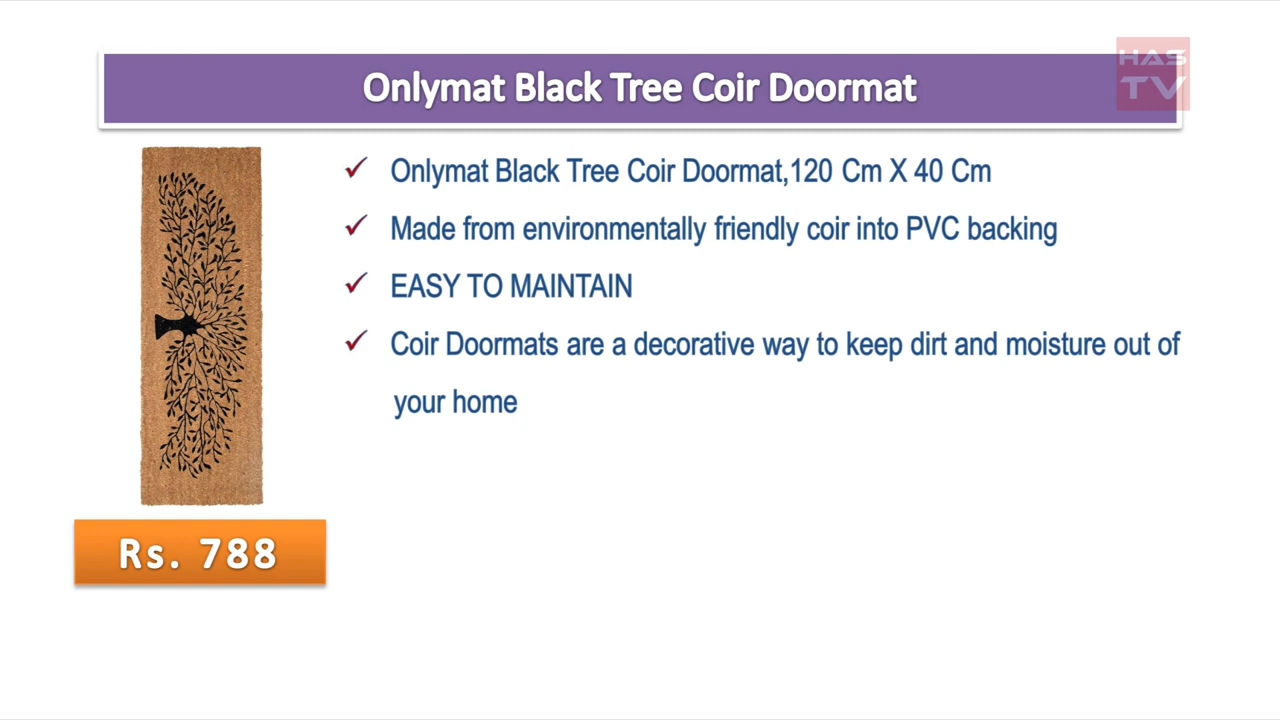 HAS
TV
Onlymat Black Tree Coir Doormat
Onlymat Black Tree Coir Doormat,120 Cm X 40 Cm
Made from environmentally friendly coir into PVC backing
EASY TO MAINTAIN
Coir Doormats are a decorative way to keep dirt and moisture out of
your home
Rs. 788